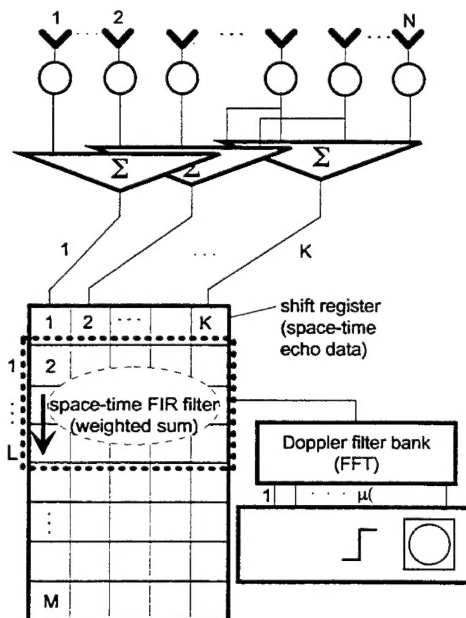 1 2 N
Σ Σ Σ
1 ... K
1 2 ... K
shift register
(space-time
echo data)
1 2
space-time FIR filter
(weighted sum)
L
Doppler filter bank
(FFT)
1 μ(
M